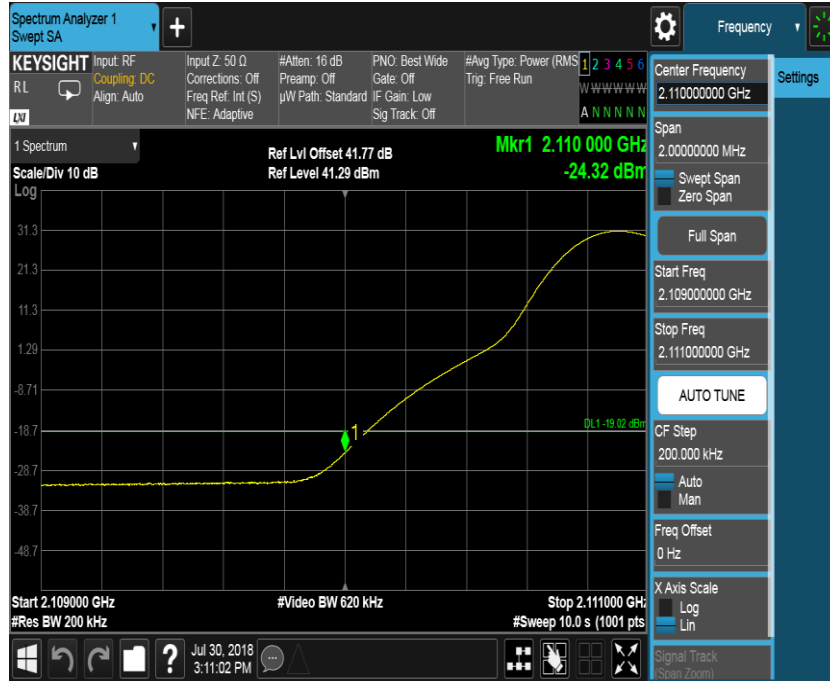 Spectrum Analyzer 1
Swept SA
+
Frequency
KEYSIGHT
RL
LXI
Input: RF
Coupling: DC
Align: Auto
Input Z: 50 Ω
Corrections: Off
Freq Ref: Int (S)
NFE: Adaptive
#Atten: 16 dB
Preamp: Off
µW Path: Standard
PNO: Best Wide
Gate: Off
IF Gain: Low
Sig Track: Off
#Avg Type: Power (RMS
Trig: Free Run
1 2 3 4 5 6
W W W W W W
A N N N N N
1 Spectrum
Scale/Div 10 dB
Log
Ref Lvl Offset 41.77 dB
Ref Level 41.29 dBm
Mkr1 2.110 000 GHz
-24.32 dBm
31.3
21.3
11.3
1.29
-8.71
-18.7
-28.7
-38.7
-48.7
1
DL1 -19.02 dBm
Start 2.109000 GHz
#Res BW 200 kHz
#Video BW 620 kHz
Stop 2.111000 GHz
#Sweep 10.0 s (1001 pts
?
Jul 30, 2018
3:11:02 PM
Center Frequency
2.110000000 GHz
Span
2.00000000 MHz
Swept Span
Zero Span
Full Span
Start Freq
2.109000000 GHz
Stop Freq
2.111000000 GHz
AUTO TUNE
CF Step
200.000 kHz
Auto
Man
Freq Offset
0 Hz
X Axis Scale
Log
Lin
Signal Track
(Span Zoom)
Settings